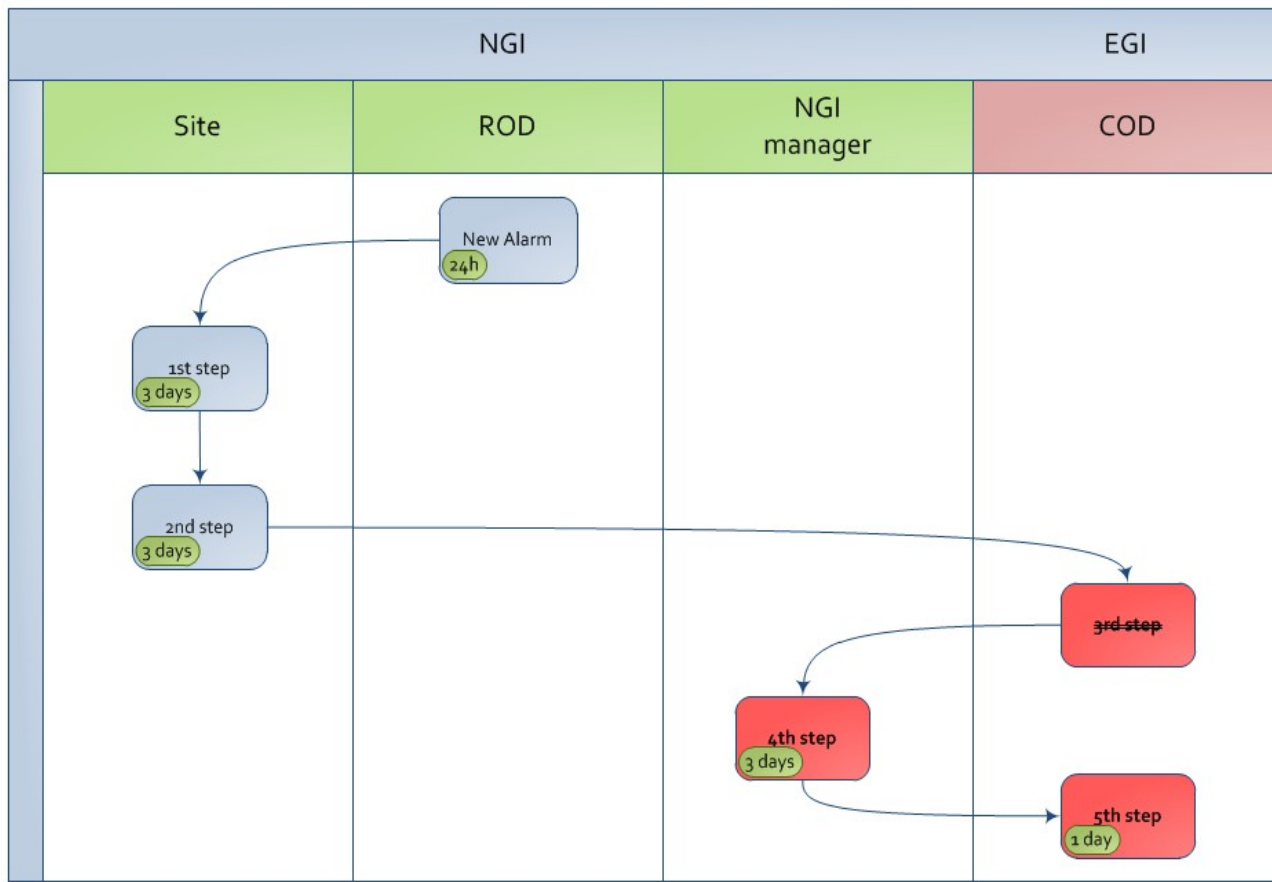 NGI
EGI
Site
ROD
NGI
manager
COD
New Alarm
24h
1st step
3 days
2nd step
3 days
3rd step
4th step
3 days
5th step
1 day